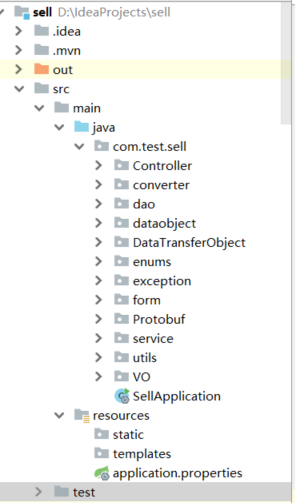 sell D:\IdeaProjects\sell
.idea
.mvn
out
src
main
java
com.test.sell
Controller
converter
dao
dataobject
DataTransferObject
enums
exception
form
Protobuf
service
utils
VO
SellApplication
resources
static
templates
application.properties
test